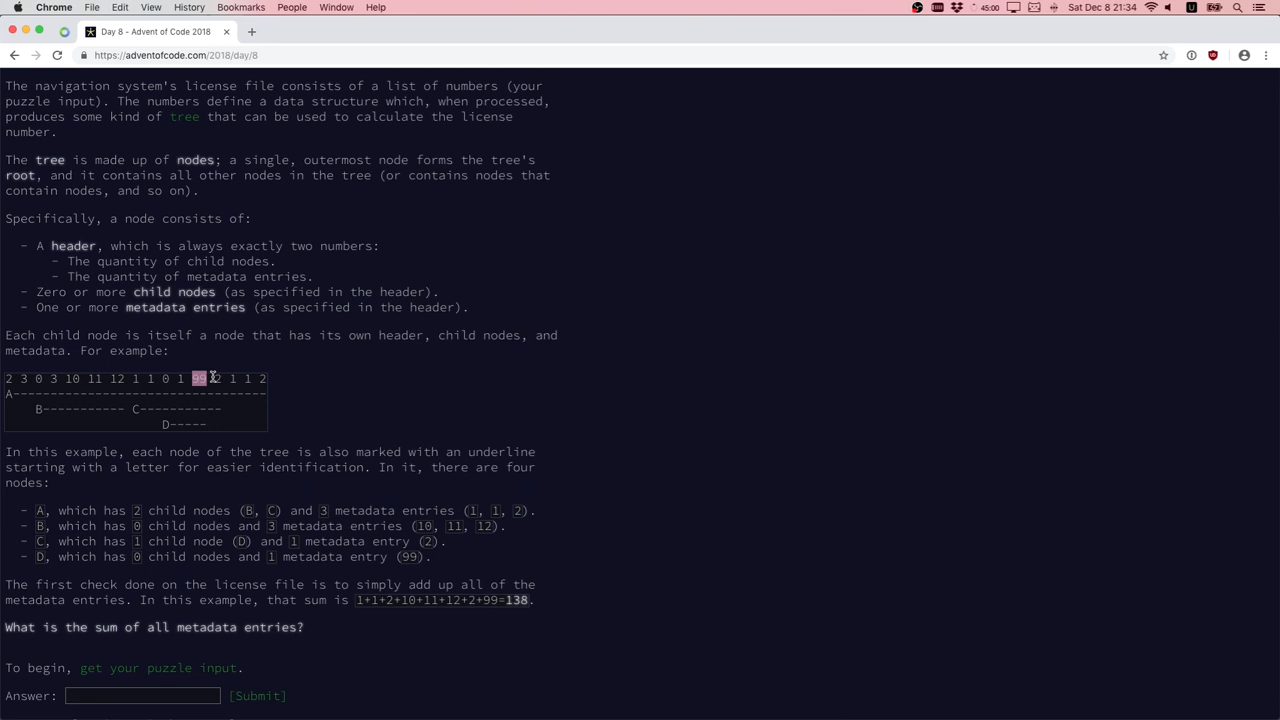 Chrome File Edit View History Bookmarks People Window Help 45:00 Sat Dec 8 21:34
Day 8 - Advent of Code 2018
https://adventofcode.com/2018/day/8
The navigation system's license file consists of a list of numbers (your
puzzle input). The numbers define a data structure which, when processed,
produces some kind of tree that can be used to calculate the license
number.
The tree is made up of nodes; a single, outermost node forms the tree's
root, and it contains all other nodes in the tree (or contains nodes that
contain nodes, and so on).
Specifically, a node consists of:
- A header, which is always exactly two numbers:
- The quantity of child nodes.
- The quantity of metadata entries.
- Zero or more child nodes (as specified in the header).
- One or more metadata entries (as specified in the header).
Each child node is itself a node that has its own header, child nodes, and
metadata. For example:
2 3 0 3 10 11 12 1 1 0 1 99 2 1 1 2
A----------------------------------
B----------- C-----------
D-----
In this example, each node of the tree is also marked with an underline
starting with a letter for easier identification. In it, there are four
nodes:
- A, which has 2 child nodes (B, C) and 3 metadata entries (1, 1, 2).
- B, which has 0 child nodes and 3 metadata entries (10, 11, 12).
- C, which has 1 child node (D) and 1 metadata entry (2).
- D, which has 0 child nodes and 1 metadata entry (99).
The first check done on the license file is to simply add up all of the
metadata entries. In this example, that sum is 1+1+2+10+11+12+2+99=138.
What is the sum of all metadata entries?
To begin, get your puzzle input.
Answer: [Submit]